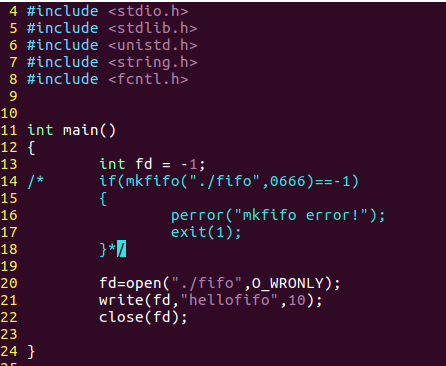 4 #include <stdio.h>
5 #include <stdlib.h>
6 #include <unistd.h>
7 #include <string.h>
8 #include <fcntl.h>
9
10
11 int main()
12 {
13         int fd = -1;
14 /*      if(mkfifo("./fifo",0666)==-1)
15         {
16                 perror("mkfifo error!");
17                 exit(1);
18         }*/
19
20         fd=open("./fifo",O_WRONLY);
21         write(fd,"hellofifo",10);
22         close(fd);
23
24 }